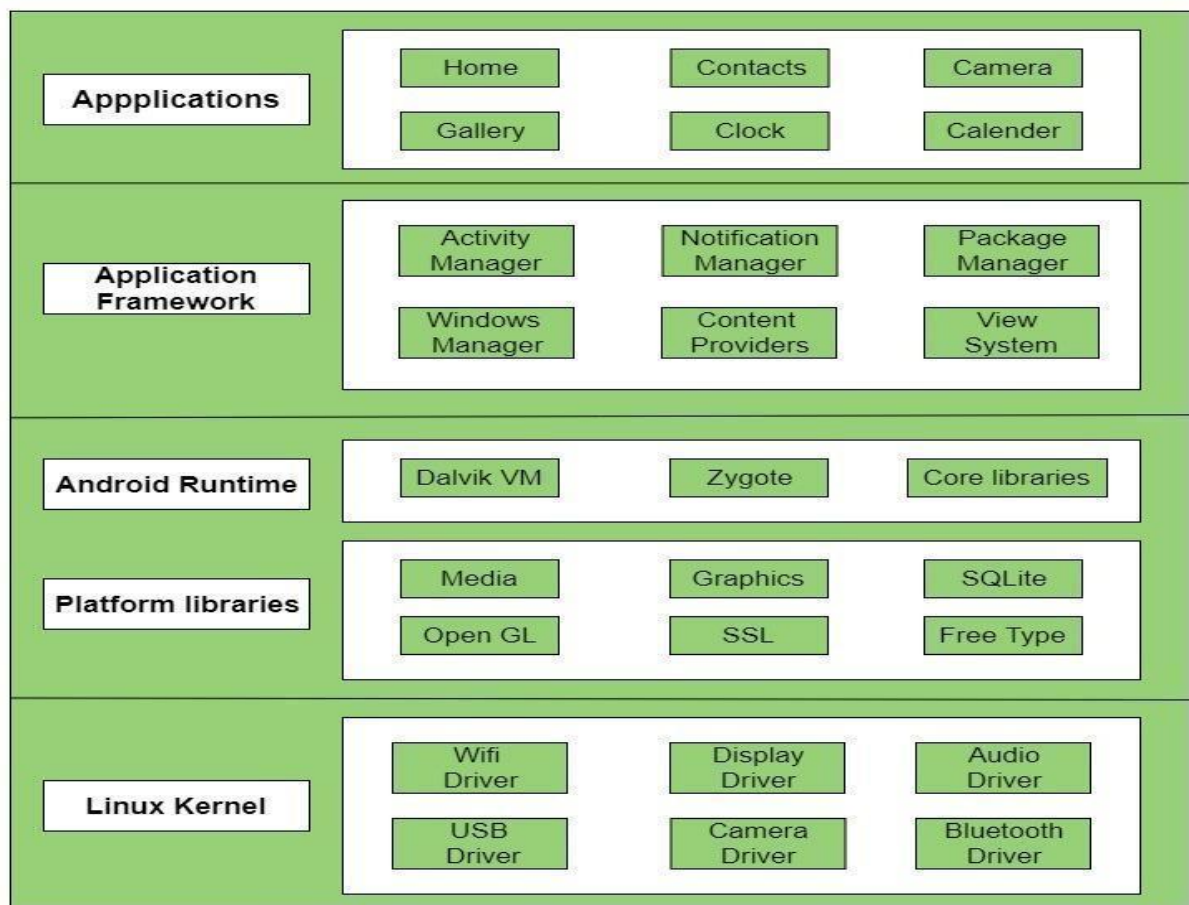 Appplications
Home
Contacts
Camera
Gallery
Clock
Calender
Application
Framework
Activity
Manager
Notification
Manager
Package
Manager
Windows
Manager
Content
Providers
View
System
Android Runtime
Dalvik VM
Zygote
Core libraries
Platform libraries
Media
Graphics
SQLite
Open GL
SSL
Free Type
Linux Kernel
Wifi
Driver
Display
Driver
Audio
Driver
USB
Driver
Camera
Driver
Bluetooth
Driver